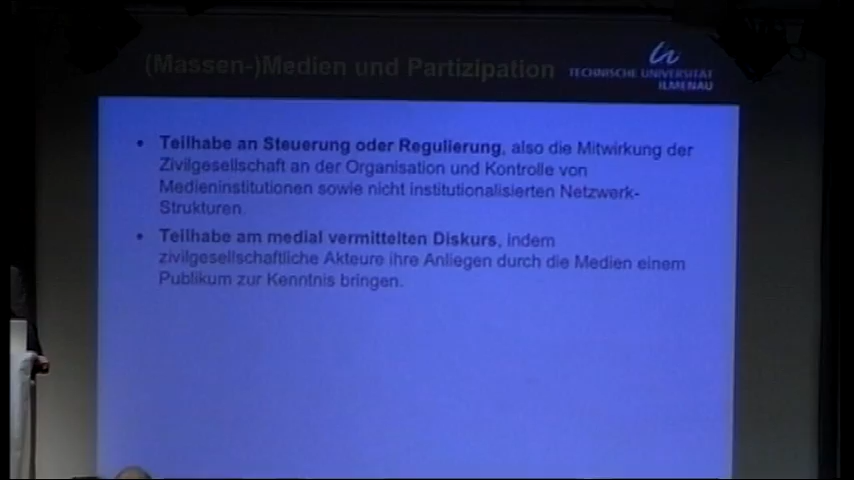 (Massen-)Medien und Partizipation
TECHNISCHE UNIVERSITÄT
ILMENAU
• Teilhabe an Steuerung oder Regulierung, also die Mitwirkung der
Zivilgesellschaft an der Organisation und Kontrolle von
Medieninstitutionen sowie nicht institutionalisierten Netzwerk-
Strukturen.
• Teilhabe am medial vermittelten Diskurs, indem
zivilgesellschaftliche Akteure ihre Anliegen durch die Medien einem
Publikum zur Kenntnis bringen.